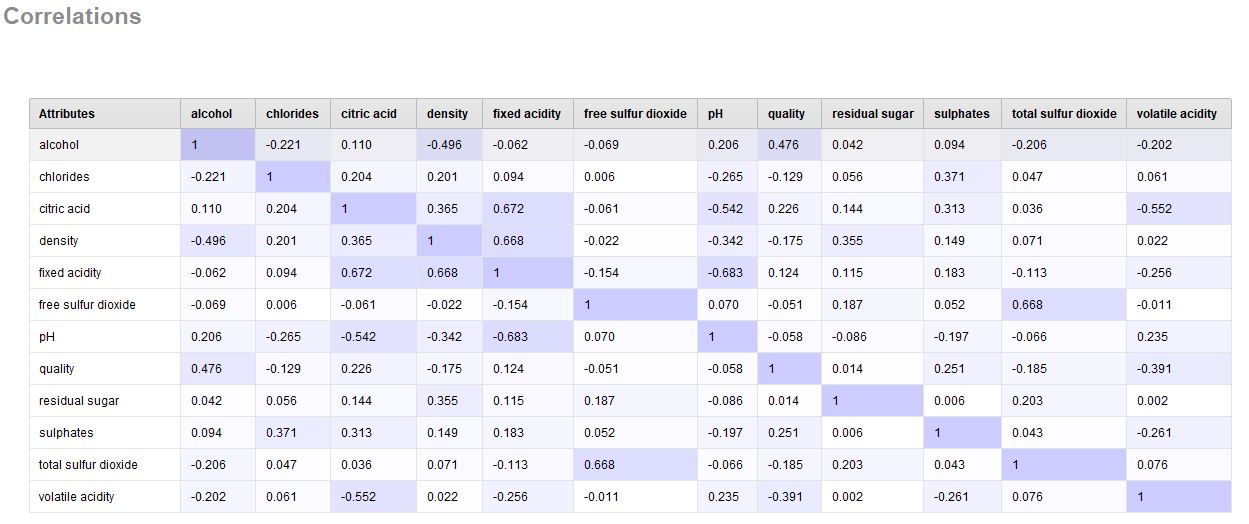 Correlations
Attributes alcohol chlorides citric acid density fixed acidity free sulfur dioxide pH quality residual sugar sulphates total sulfur dioxide volatile acidity
alcohol 1 -0.221 0.110 -0.496 -0.062 -0.069 0.206 0.476 0.042 0.094 -0.206 -0.202
chlorides -0.221 1 0.204 0.201 0.094 0.006 -0.265 -0.129 0.056 0.371 0.047 0.061
citric acid 0.110 0.204 1 0.365 0.672 -0.061 -0.542 0.226 0.144 0.313 0.036 -0.552
density -0.496 0.201 0.365 1 0.668 -0.022 -0.342 -0.175 0.355 0.149 0.071 0.022
fixed acidity -0.062 0.094 0.672 0.668 1 -0.154 -0.683 0.124 0.115 0.183 -0.113 -0.256
free sulfur dioxide -0.069 0.006 -0.061 -0.022 -0.154 1 0.070 -0.051 0.187 0.052 0.668 -0.011
pH 0.206 -0.265 -0.542 -0.342 -0.683 0.070 1 -0.058 -0.086 -0.197 -0.066 0.235
quality 0.476 -0.129 0.226 -0.175 0.124 -0.051 -0.058 1 0.014 0.251 -0.185 -0.391
residual sugar 0.042 0.056 0.144 0.355 0.115 0.187 -0.086 0.014 1 0.006 0.203 0.002
sulphates 0.094 0.371 0.313 0.149 0.183 0.052 -0.197 0.251 0.006 1 0.043 -0.261
total sulfur dioxide -0.206 0.047 0.036 0.071 -0.113 0.668 -0.066 -0.185 0.203 0.043 1 0.076
volatile acidity -0.202 0.061 -0.552 0.022 -0.256 -0.011 0.235 -0.391 0.002 -0.261 0.076 1